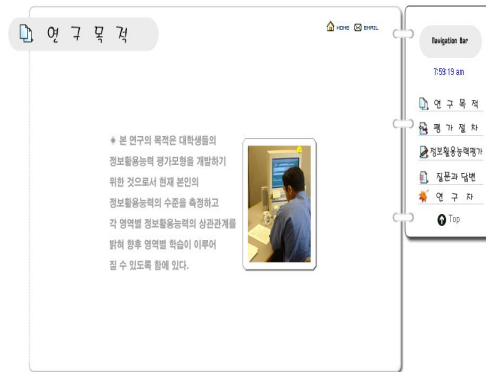 연구목적
HOME EMAIL
◈ 본 연구의 목적은 대학생들의
정보활용능력 평가모형을 개발하기
위한 것으로서 현재 본인의
정보활용능력의 수준을 측정하고
각 영역별 정보활용능력의 상관관계를
밝혀 향후 영역별 학습이 이루어
질 수 있도록 함에 있다.
Navigation Bar
7:59:19 am
연구목적
평가절차
정보활용능력평가
질문과 답변
연구자
Top